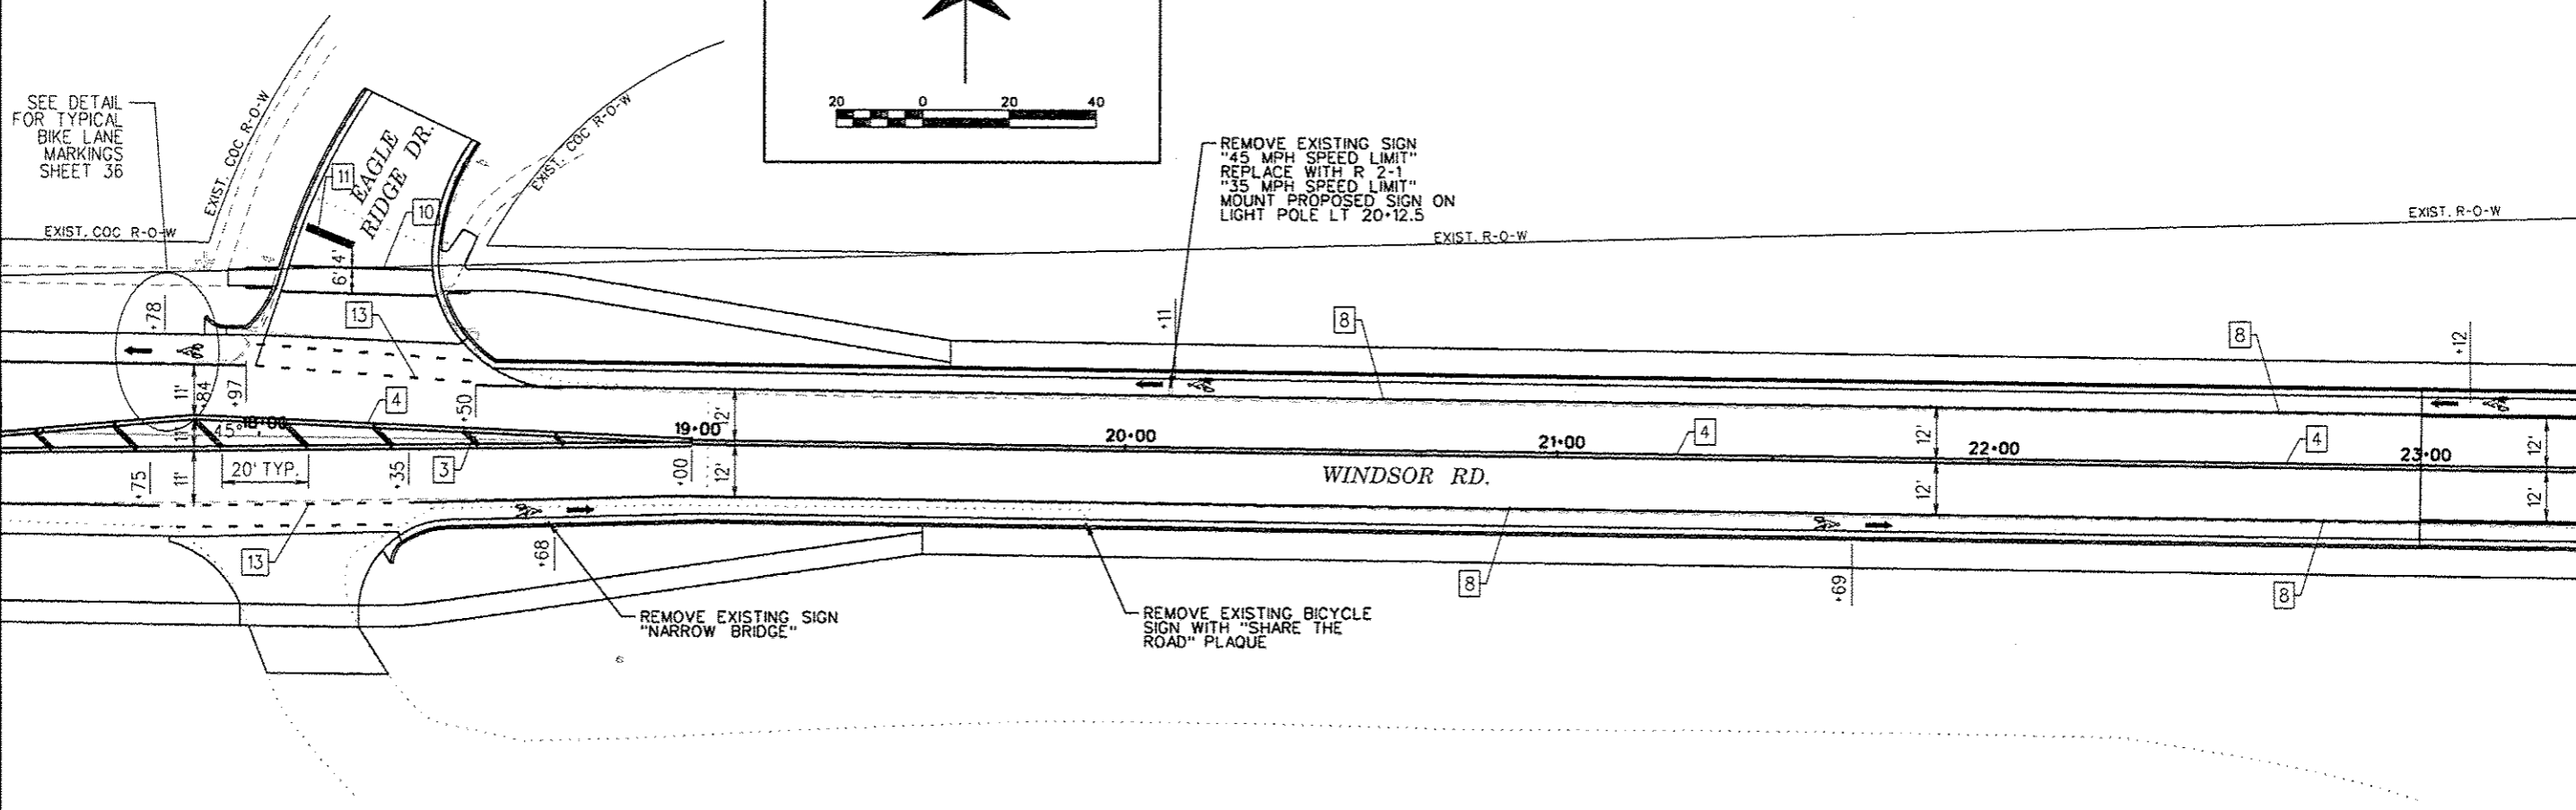 SEE DETAIL
FOR TYPICAL
BIKE LANE
MARKINGS
SHEET 36
EXIST. COC R-O-W
EXIST. COC R-O-W
EXIST. COC R-O-W
EAGLE
RIDGE DR.
11
10
6' 4'
13
20 0 20 40
REMOVE EXISTING SIGN
"45 MPH SPEED LIMIT"
REPLACE WITH R 2-1
"35 MPH SPEED LIMIT"
MOUNT PROPOSED SIGN ON
LIGHT POLE LT 20+12.5
EXIST. R-O-W
EXIST. R-O-W
+78
11'
+84
+97
4
+50
+11
8
8
+12
11'
45°
18+00
19+00
12'
20+00
21+00
4
12'
22+00
4
23+00
12'
+75
11'
20' TYP.
+35
3
+00
12'
WINDSOR RD.
12'
12'
13
+68
8
+69
8
REMOVE EXISTING SIGN
"NARROW BRIDGE"
REMOVE EXISTING BICYCLE
SIGN WITH "SHARE THE
ROAD" PLAQUE